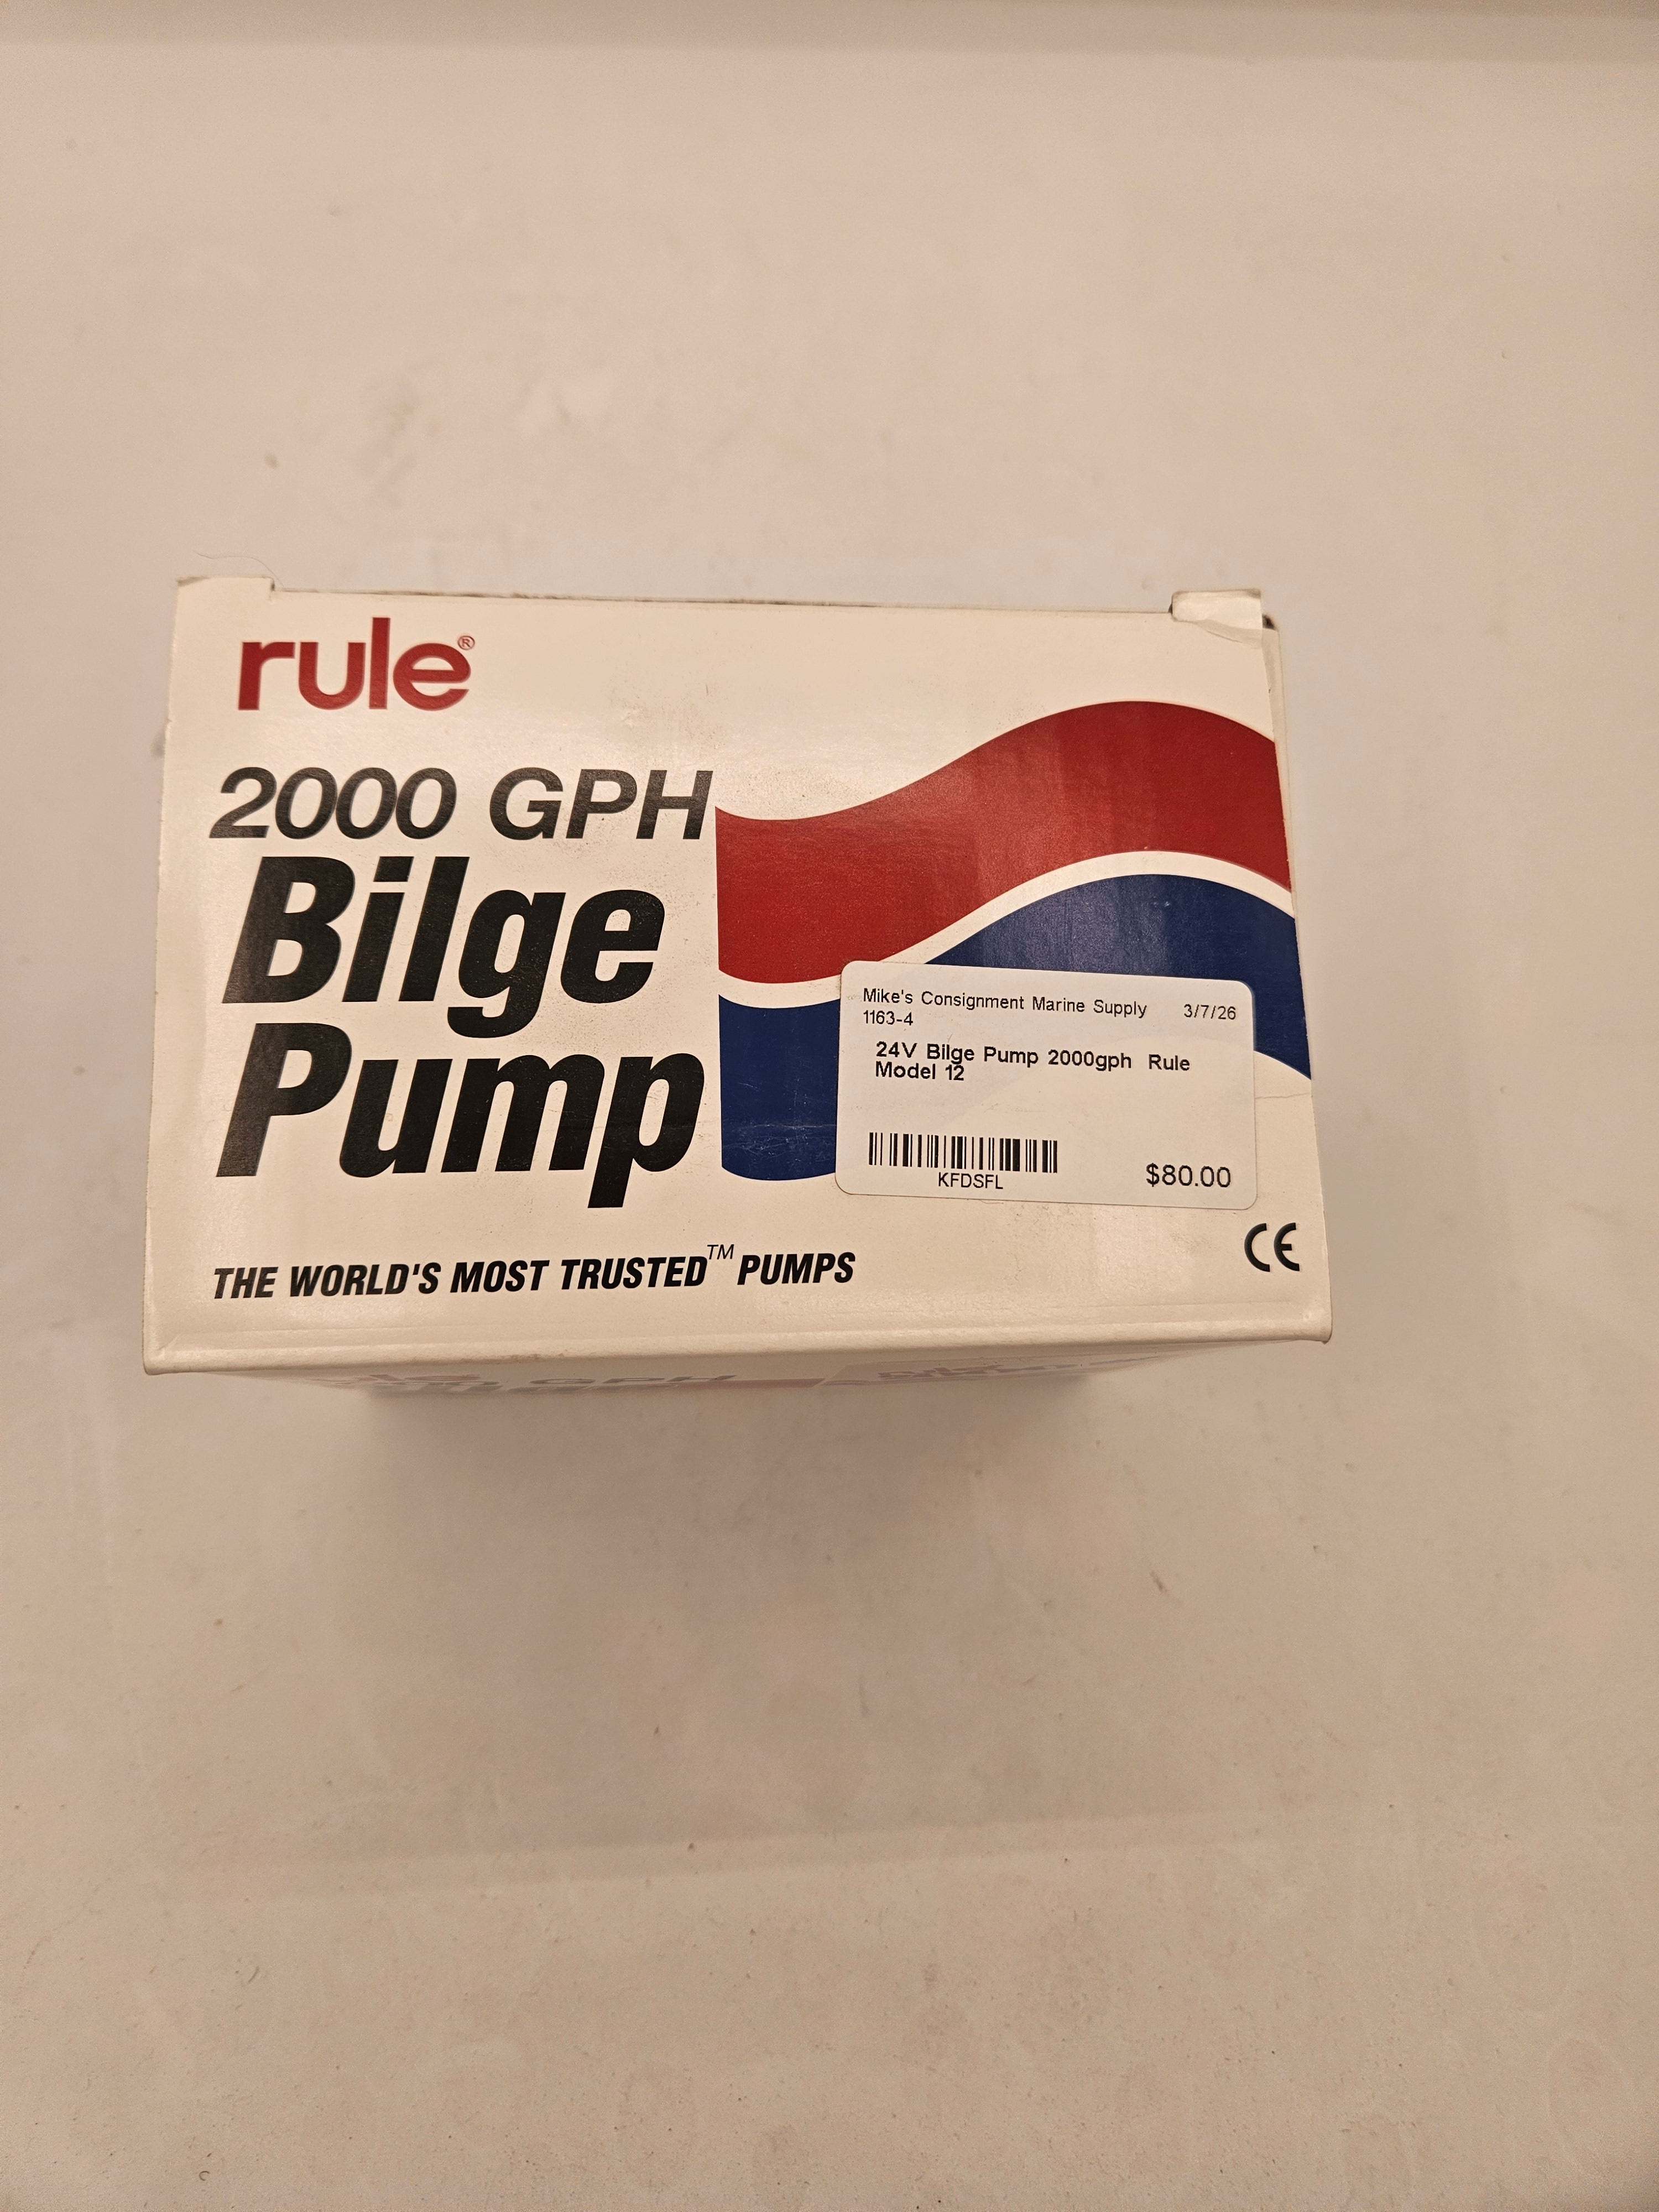 rule®
2000 GPH
Bilge
Pump
THE WORLD'S MOST TRUSTED™ PUMPS
Mike's Consignment Marine Supply 3/7/26
1163-4
24V Bilge Pump 2000gph Rule
Model 12
KFDSFL
$80.00
CE